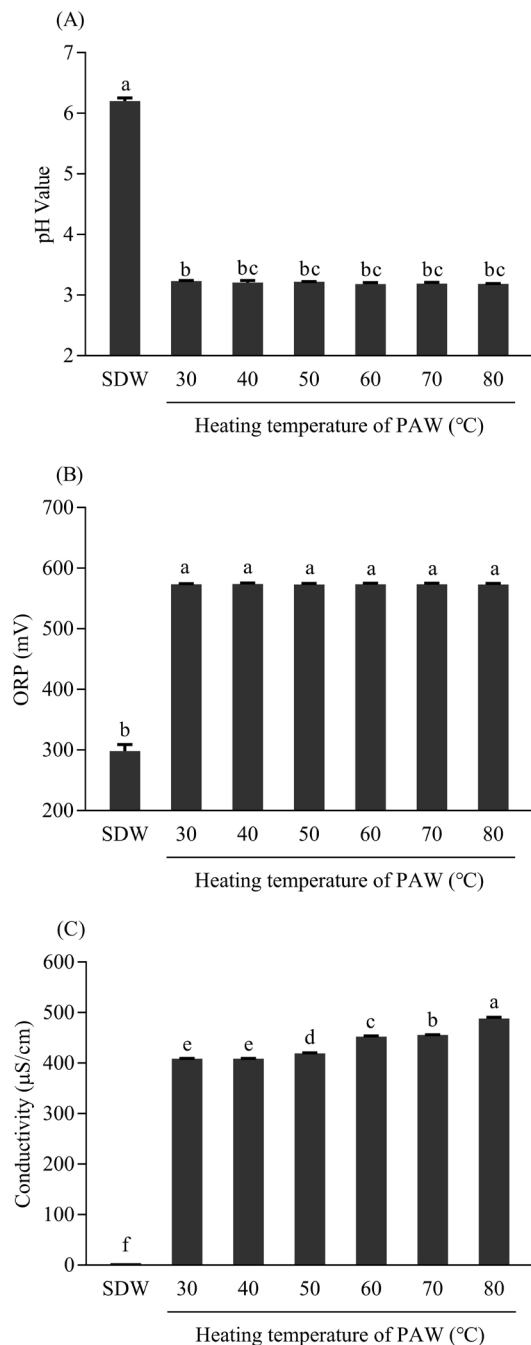 (A)
7
6
5
4
3
2
pH Value
a
b
bc
bc
bc
bc
bc
SDW 30 40 50 60 70 80
Heating temperature of PAW (℃)
(B)
700
600
500
400
300
200
ORP (mV)
b
a
a
a
a
a
a
SDW 30 40 50 60 70 80
Heating temperature of PAW (℃)
(C)
600
500
400
300
200
100
0
Conductivity (μS/cm)
f
e
e
d
c
b
a
SDW 30 40 50 60 70 80
Heating temperature of PAW (℃)